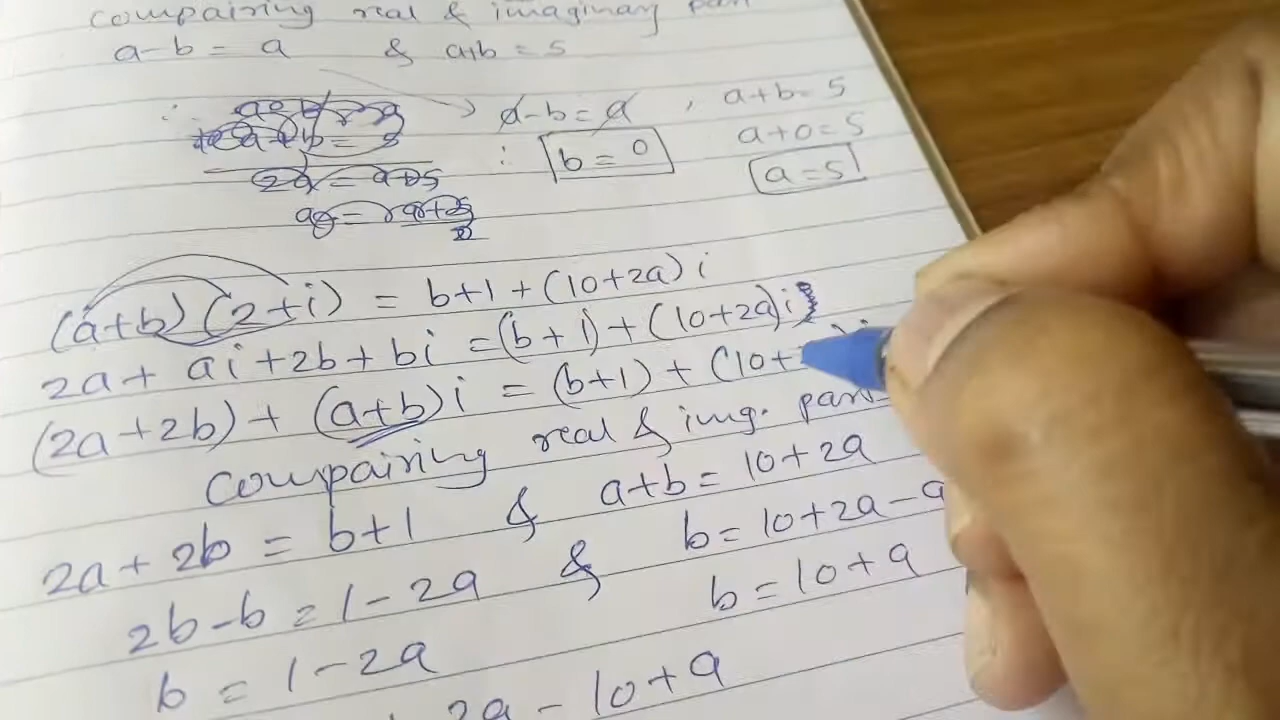 compairing real & imaginary part
a-b = a & a+b = 5
∴ a-b = a , a+b = 5
a+0=5
∴ b = 0
a=5
(a+b) (2+i) = b+1 + (10+2a) i
2a + ai + 2b + bi = (b+1) + (10+2a)i
(2a+2b) + (a+b) i = (b+1) + (10+
Compairing real & img. part
2a + 2b = b+1 & a+b = 10+2a
2b-b = 1-2a & b = 10+2a-a
b = 1-2a b = 10+a
2a - 10+a